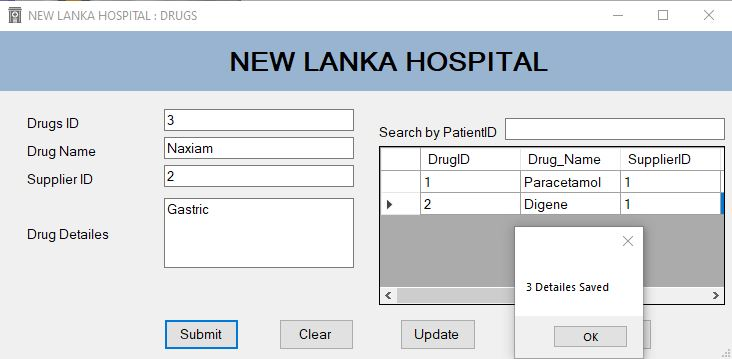 NEW LANKA HOSPITAL : DRUGS
NEW LANKA HOSPITAL
Drugs ID 3
Drug Name Naxiam
Supplier ID 2
Drug Detailes Gastric
Search by PatientID
DrugID Drug_Name SupplierID
1 Paracetamol 1
2 Digene 1
3 Detailes Saved
OK
Submit Clear Update